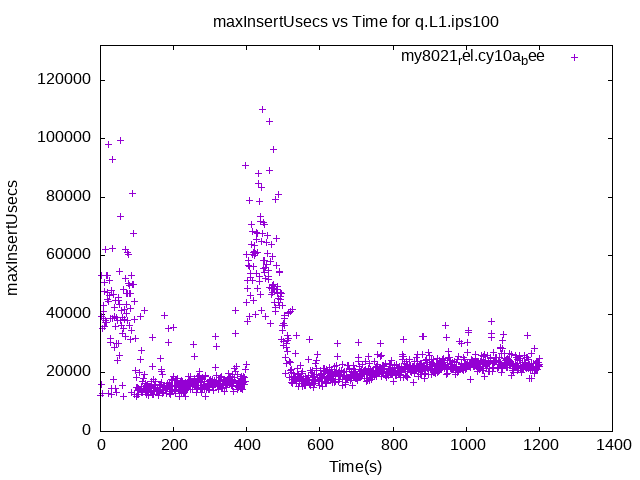 maxInsertUsecs vs Time for q.L1.ips100
my8021rel.cy10abee
120000
100000
80000
60000
40000
20000
0
maxInsertUsecs
0 200 400 600 800 1000 1200 1400
Time(s)